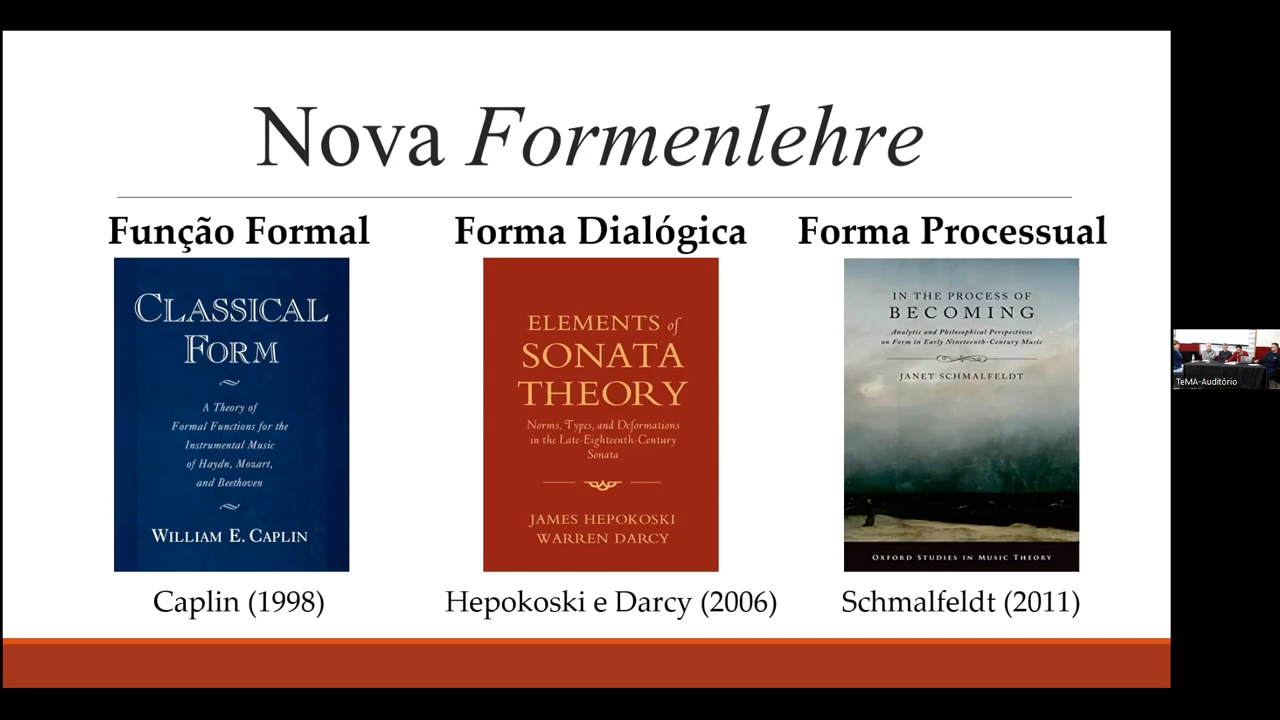 Nova Formenlehre
Função Formal
Forma Dialógica
Forma Processual
CLASSICAL
FORM
A Theory of
Formal Functions for the
Instrumental Music
of Haydn, Mozart,
and Beethoven
WILLIAM E. CAPLIN
ELEMENTS of
SONATA
THEORY
Norms, Types, and Deformations
in the Late-Eighteenth-Century
Sonata
JAMES HEPOKOSKI
WARREN DARCY
IN THE PROCESS OF
BECOMING
Analytic and Philosophical Perspectives
on Form in Early Nineteenth-Century Music
JANET SCHMALFELDT
OXFORD STUDIES IN MUSIC THEORY
Caplin (1998)
Hepokoski e Darcy (2006)
Schmalfeldt (2011)
TeMA-Auditório